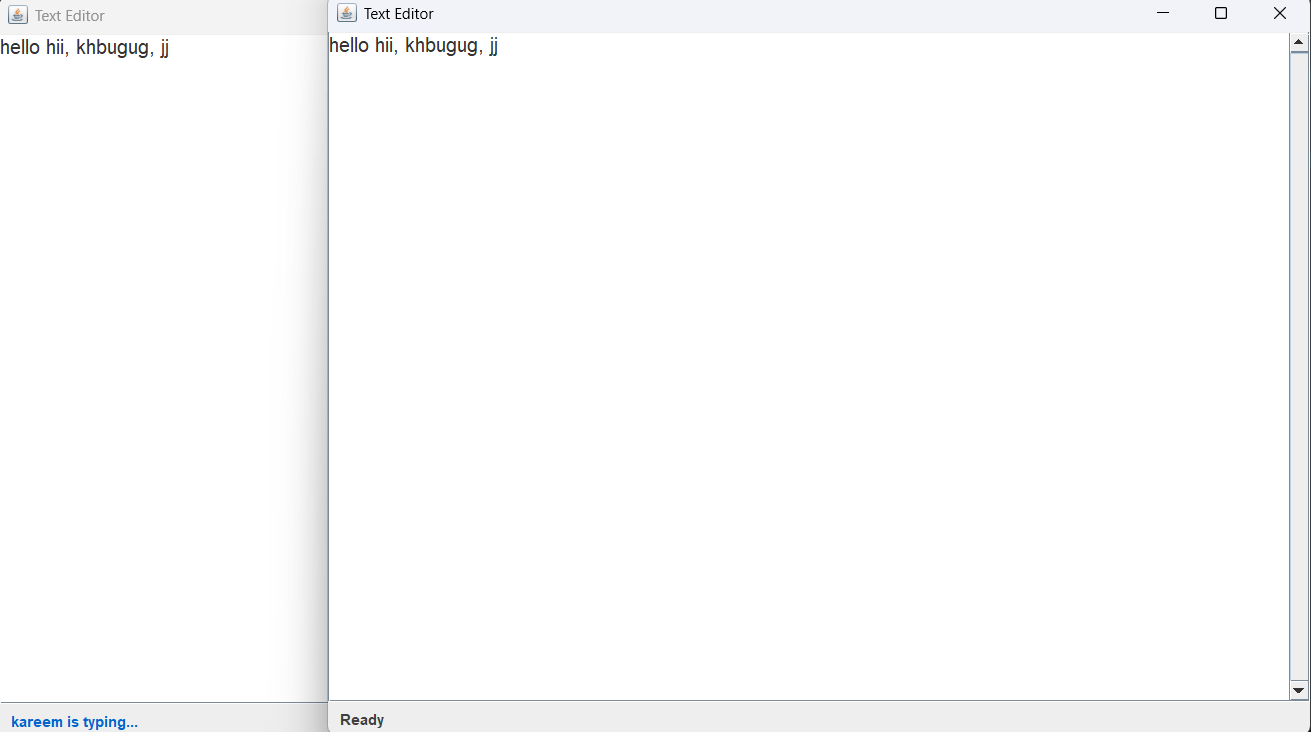 Text Editor
hello hii, khbugug, jj
kareem is typing...
Text Editor
hello hii, khbugug, jj
Ready